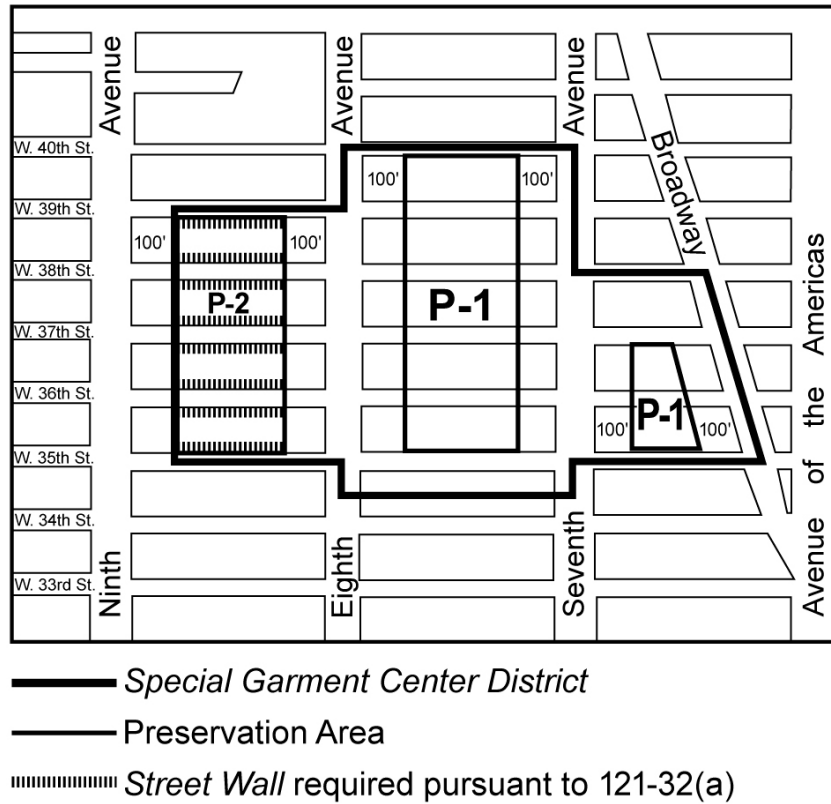 Avenue
Avenue
Avenue
W. 40th St.
Broadway
100'
100'
W. 39th St.
100'
100'
W. 38th St.
P-2
P-1
W. 37th St.
W. 36th St.
P-1
100'
100'
W. 35th St.
W. 34th St.
W. 33rd St.
Ninth
Eighth
Seventh
Avenue of the Americas
Special Garment Center District
Preservation Area
Street Wall required pursuant to 121-32(a)